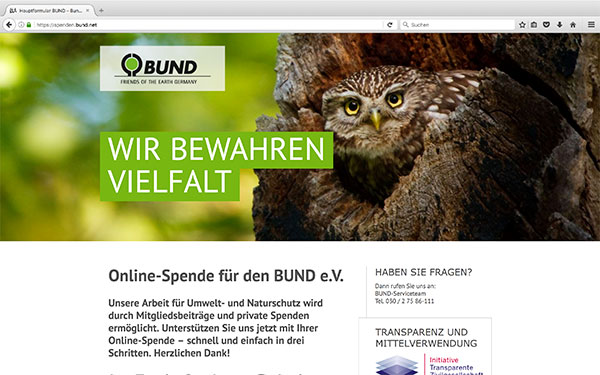 Hauptformular BUND – Bun...
https://spenden.bund.net
Suchen
BUND
FRIENDS OF THE EARTH GERMANY
WIR BEWAHREN
VIELFALT
Online-Spende für den BUND e.V.
Unsere Arbeit für Umwelt- und Naturschutz wird
durch Mitgliedsbeiträge und private Spenden
ermöglicht. Unterstützen Sie uns jetzt mit Ihrer
Online-Spende – schnell und einfach in drei
Schritten. Herzlichen Dank!
HABEN SIE FRAGEN?
Dann rufen Sie uns an:
BUND-Serviceteam
Tel. 030 / 2 75 86-111
TRANSPARENZ UND
MITTELVERWENDUNG
Initiative
Transparente
Zivilgesellschaft